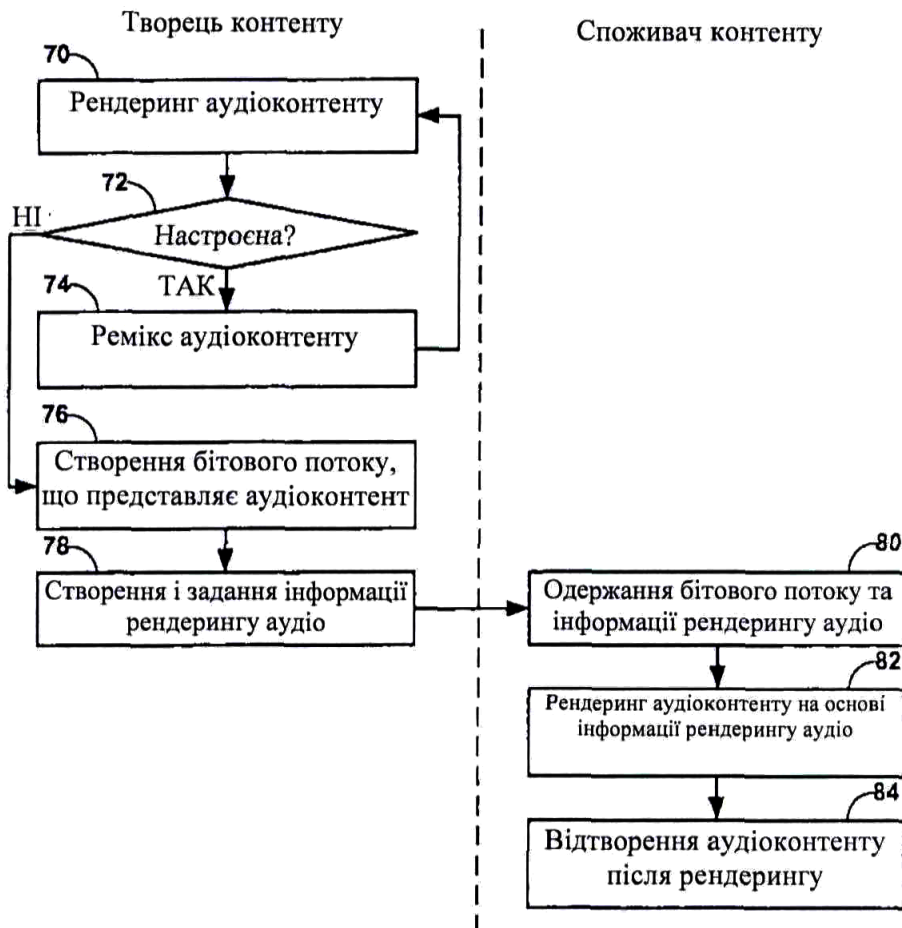 Творець контенту
Споживач контенту
70
Рендеринг аудіоконтенту
72
НІ
Настроєна?
ТАК
74
Ремікс аудіоконтенту
76
Створення бітового потоку,
що представляє аудіоконтент
78
Створення і задання інформації
рендерингу аудіо
80
Одержання бітового потоку та
інформації рендерингу аудіо
82
Рендеринг аудіоконтенту на основі
інформації рендерингу аудіо
84
Відтворення аудіоконтенту
після рендерингу